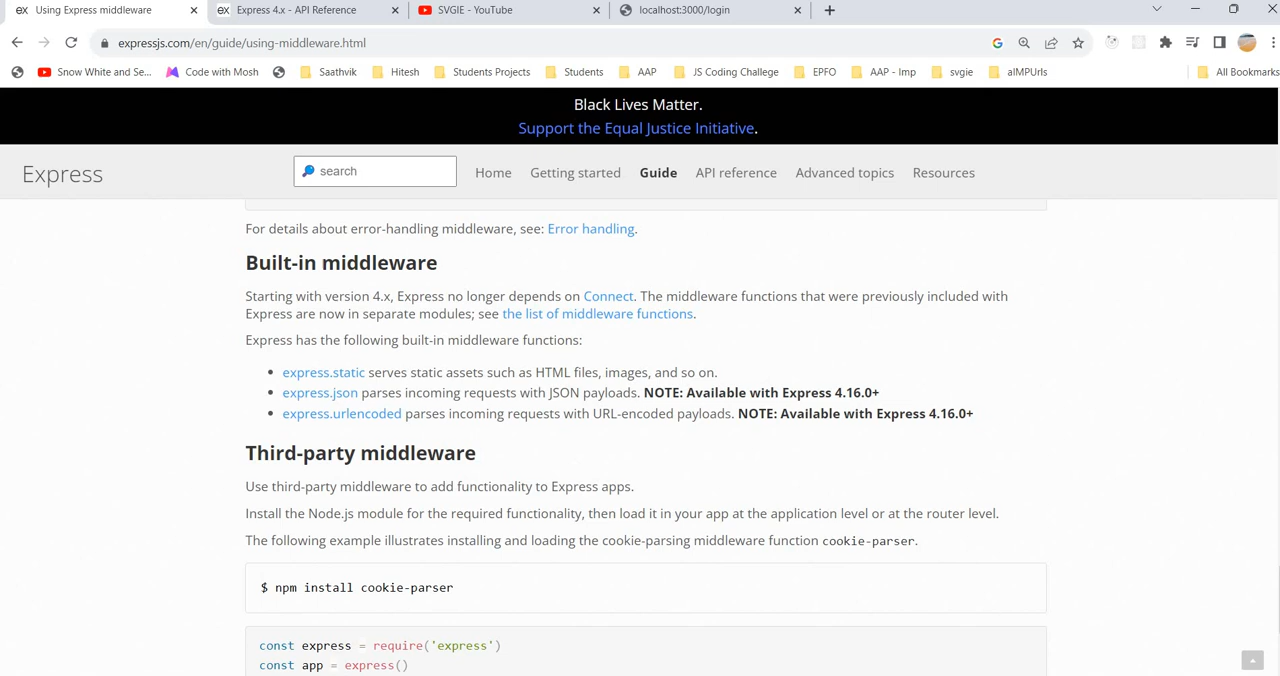 Using Express middleware
Express 4.x - API Reference
SVGIE - YouTube
localhost:3000/login
expressjs.com/en/guide/using-middleware.html
Snow White and Se...
Code with Mosh
Saathvik
Hitesh
Students Projects
Students
AAP
JS Coding Challege
EPFO
AAP - Imp
svgie
aIMPUrls
All Bookmarks
Black Lives Matter.
Support the Equal Justice Initiative.
Express
search
Home
Getting started
Guide
API reference
Advanced topics
Resources
For details about error-handling middleware, see: Error handling.
Built-in middleware
Starting with version 4.x, Express no longer depends on Connect. The middleware functions that were previously included with
Express are now in separate modules; see the list of middleware functions.
Express has the following built-in middleware functions:
• express.static serves static assets such as HTML files, images, and so on.
• express.json parses incoming requests with JSON payloads. NOTE: Available with Express 4.16.0+
• express.urlencoded parses incoming requests with URL-encoded payloads. NOTE: Available with Express 4.16.0+
Third-party middleware
Use third-party middleware to add functionality to Express apps.
Install the Node.js module for the required functionality, then load it in your app at the application level or at the router level.
The following example illustrates installing and loading the cookie-parsing middleware function cookie-parser.
$ npm install cookie-parser
const express = require('express')
const app = express()